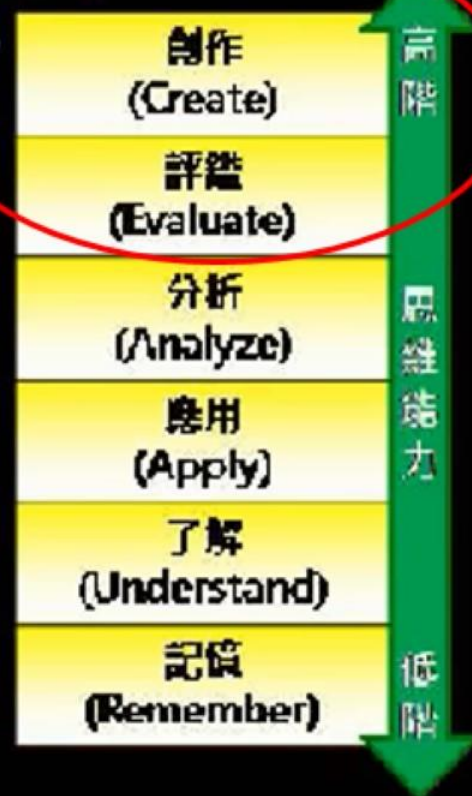 創作
(Create)
評鑑
(Evaluate)
分析
(Analyze)
應用
(Apply)
了解
(Understand)
記憶
(Remember)
高階
思維能力
低階